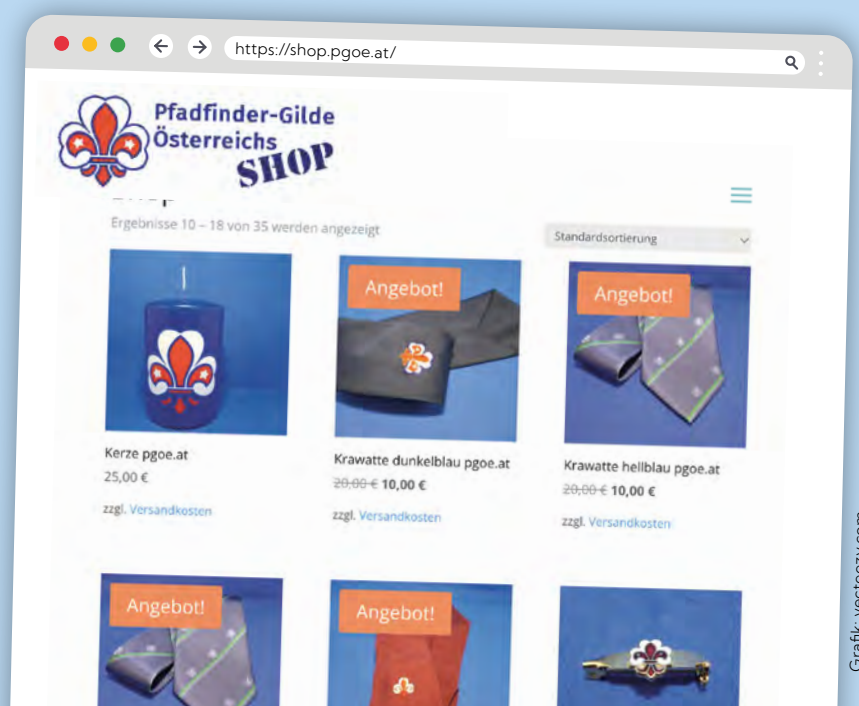 https://shop.pgoe.at/
Pfadfinder-Gilde
Österreichs
SHOP
Ergebnisse 10 – 18 von 35 werden angezeigt
Standardsortierung
Angebot!
Angebot!
Kerze pgoe.at
25,00 €
zzgl. Versandkosten
Krawatte dunkelblau pgoe.at
20,00 € 10,00 €
zzgl. Versandkosten
Krawatte hellblau pgoe.at
20,00 € 10,00 €
zzgl. Versandkosten
Angebot!
Angebot!
Grafik: